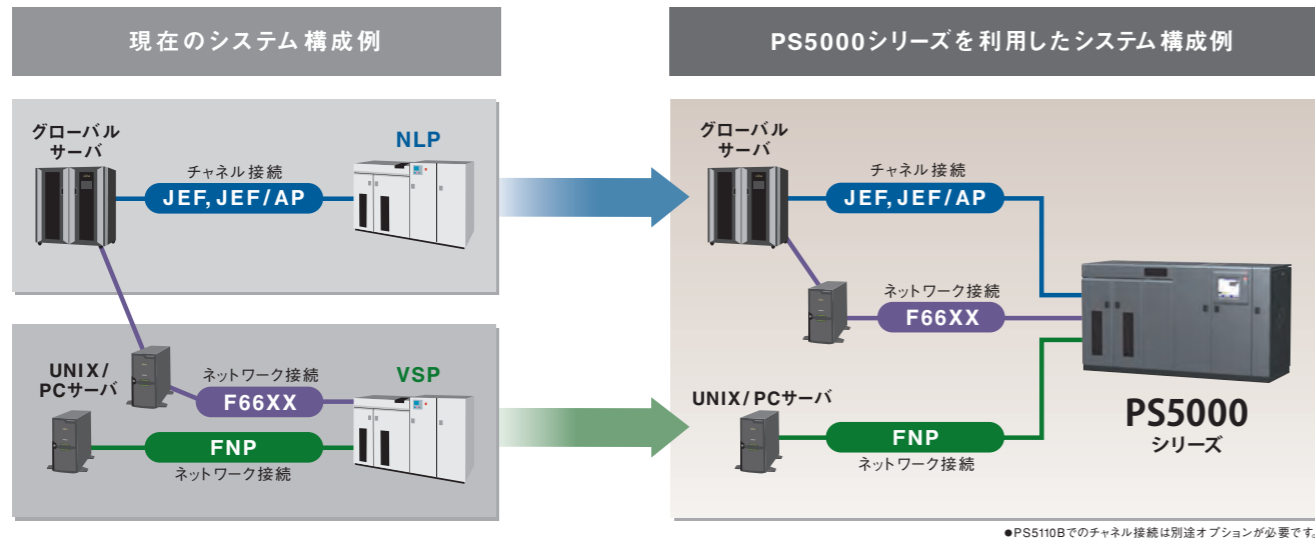 現在のシステム構成例
グローバル
サーバ
NLP
チャネル接続
JEF,JEF/AP
UNIX/
PCサーバ
ネットワーク接続
F66XX
VSP
FNP
ネットワーク接続
PS5000シリーズを利用したシステム構成例
グローバル
サーバ
チャネル接続
JEF,JEF/AP
ネットワーク接続
F66XX
UNIX/PCサーバ
FNP
ネットワーク接続
PS5000
シリーズ
●PS5110Bでのチャネル接続は別途オプションが必要です。